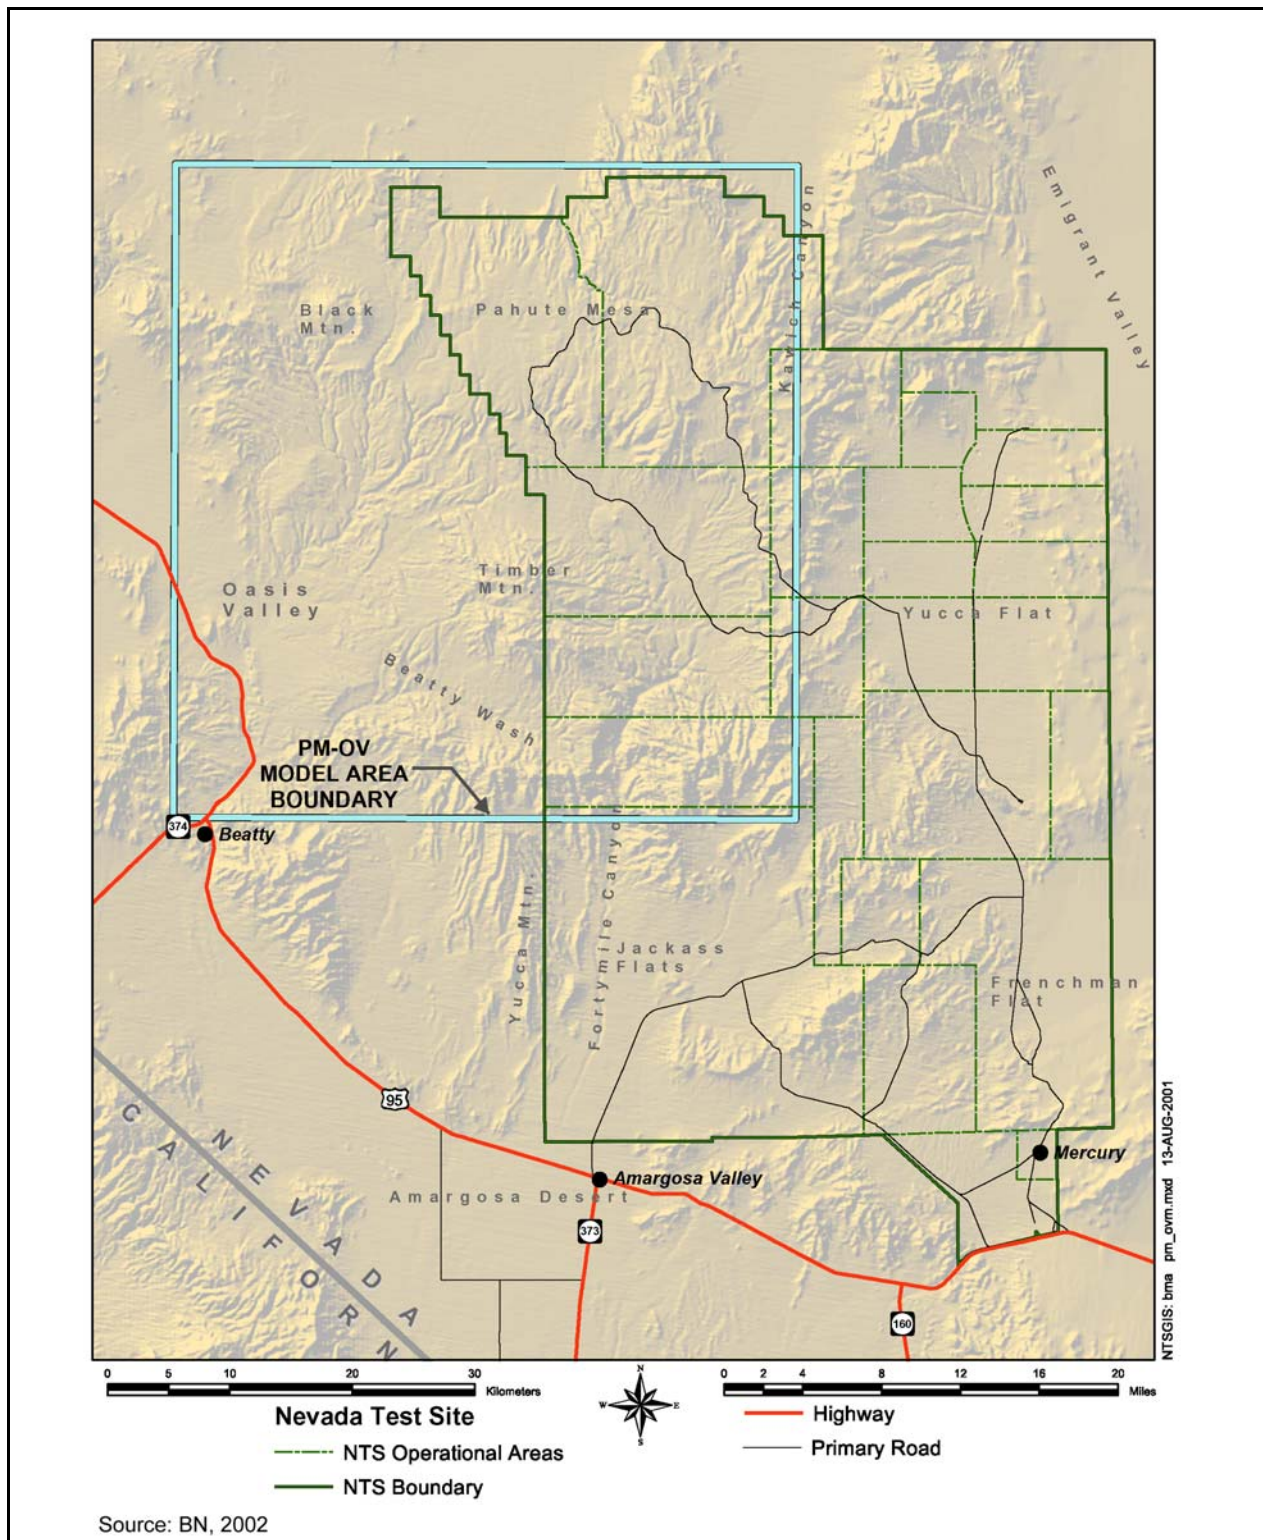 Emigrant Valley
Kawich Canyon
Black
Mtn.
Pahute Mesa
Timber
Mtn.
Oasis
Valley
Yucca Flat
Beatty Wash
PM-OV
MODEL AREA
BOUNDARY
374
Beatty
Yucca Mtn.
Fortymile Canyon
Jackass
Flats
Frenchman
Flat
95
NEVADA
CALIFORN
Mercury
Amargosa Valley
Amargosa Desert
373
160
NTSGIS: bma pm_ovm.mxd 13-AUG-2001
0 5 10 20 30
Kilometers
N
W E
S
0 2 4 8 12 16 20
Miles
Nevada Test Site
NTS Operational Areas
NTS Boundary
Highway
Primary Road
Source: BN, 2002